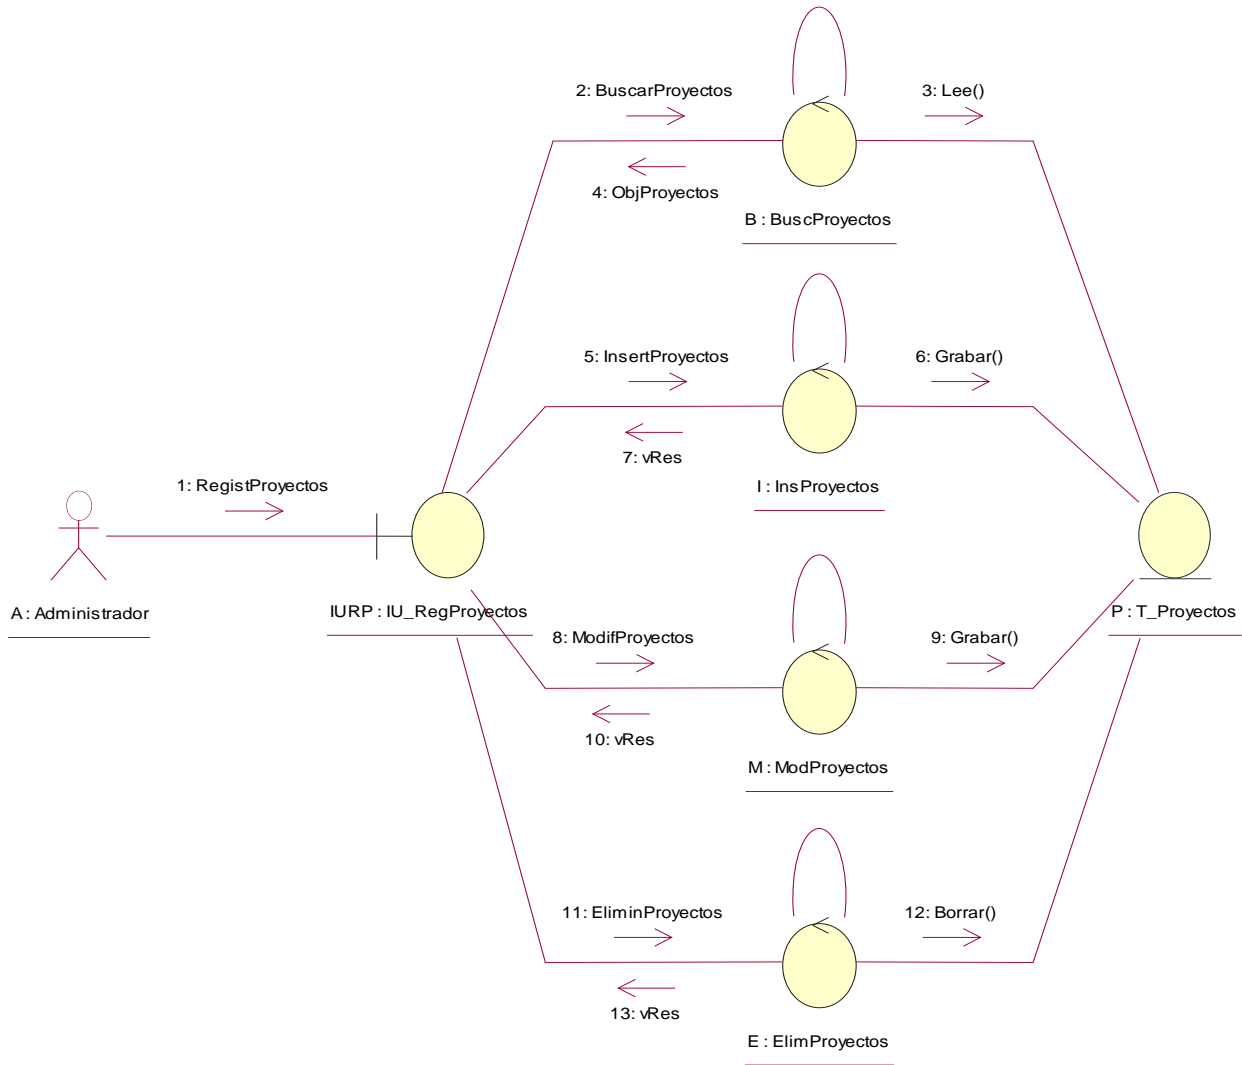 2: BuscarProyectos
3: Lee()
4: ObjProyectos
B : BuscProyectos
5: InsertProyectos
6: Grabar()
7: vRes
I : InsProyectos
1: RegistProyectos
A : Administrador
IURP : IU_RegProyectos
P : T_Proyectos
8: ModifProyectos
9: Grabar()
10: vRes
M : ModProyectos
11: EliminProyectos
12: Borrar()
13: vRes
E : ElimProyectos